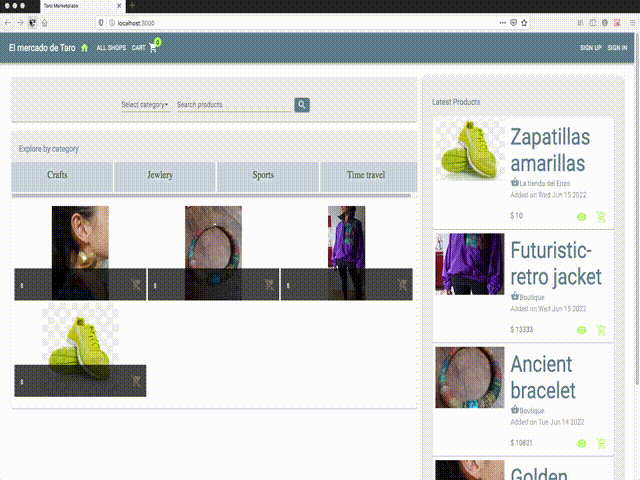 Taro Marketplace
localhost:3000
El mercado de Taro
ALL SHOPS
CART
0
SIGN UP
SIGN IN
Select category
Search products
Explore by category
Crafts
Jewlery
Sports
Time travel
$
$
$
$
Latest Products
Zapatillas
amarillas
La tienda del Enzo
Added on Wed Jun 15 2022
$ 10
Futuristic-
retro jacket
Boutique
Added on Wed Jun 15 2022
$ 13333
Ancient
bracelet
Boutique
Added on Tue Jun 14 2022
$ 10821
Golden